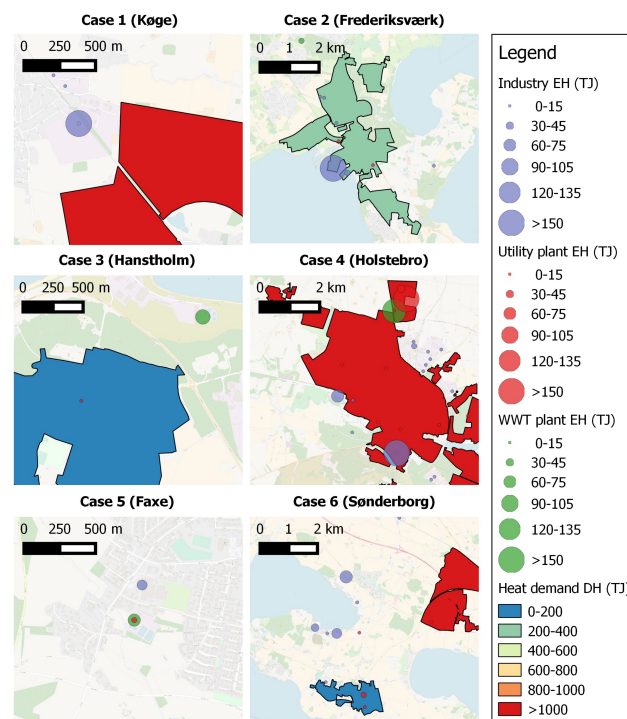 Case 1 (Køge)
0 250 500 m
Case 2 (Frederiksværk)
0 1 2 km
Case 3 (Hanstholm)
0 250 500 m
Case 4 (Holstebro)
0 1 2 km
Case 5 (Faxe)
0 250 500 m
Case 6 (Sønderborg)
0 1 2 km
Legend
Industry EH (TJ)
0-15
30-45
60-75
90-105
120-135
>150
Utility plant EH (TJ)
0-15
30-45
60-75
90-105
120-135
>150
WWT plant EH (TJ)
0-15
30-45
60-75
90-105
120-135
>150
Heat demand DH (TJ)
0-200
200-400
400-600
600-800
800-1000
>1000